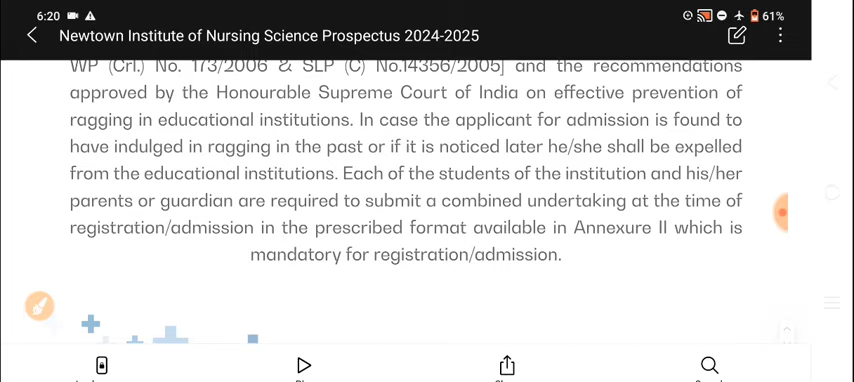 6:20 61%
Newtown Institute of Nursing Science Prospectus 2024-2025
WP (Crl.) No. 173/2006 & SLP (C) No.14356/2005] and the recommendations
approved by the Honourable Supreme Court of India on effective prevention of
ragging in educational institutions. In case the applicant for admission is found to
have indulged in ragging in the past or if it is noticed later he/she shall be expelled
from the educational institutions. Each of the students of the institution and his/her
parents or guardian are required to submit a combined undertaking at the time of
registration/admission in the prescribed format available in Annexure II which is
mandatory for registration/admission.